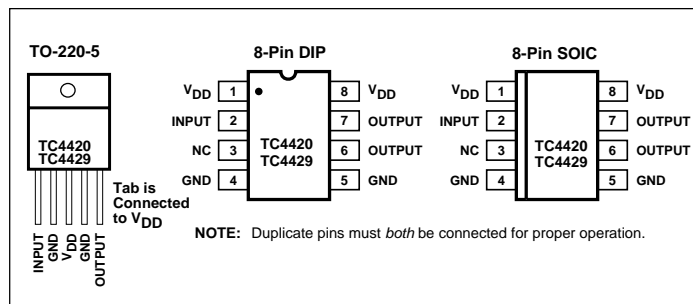 TO-220-5
TC4420
TC4429
Tab is
Connected
to VDD
INPUT
GND
VDD
GND
OUTPUT
8-Pin DIP
VDD 1 8 VDD
INPUT 2 7 OUTPUT
NC 3 6 OUTPUT
GND 4 5 GND
TC4420
TC4429
8-Pin SOIC
VDD 1 8 VDD
INPUT 2 7 OUTPUT
NC 3 6 OUTPUT
GND 4 5 GND
TC4420
TC4429
NOTE: Duplicate pins must both be connected for proper operation.